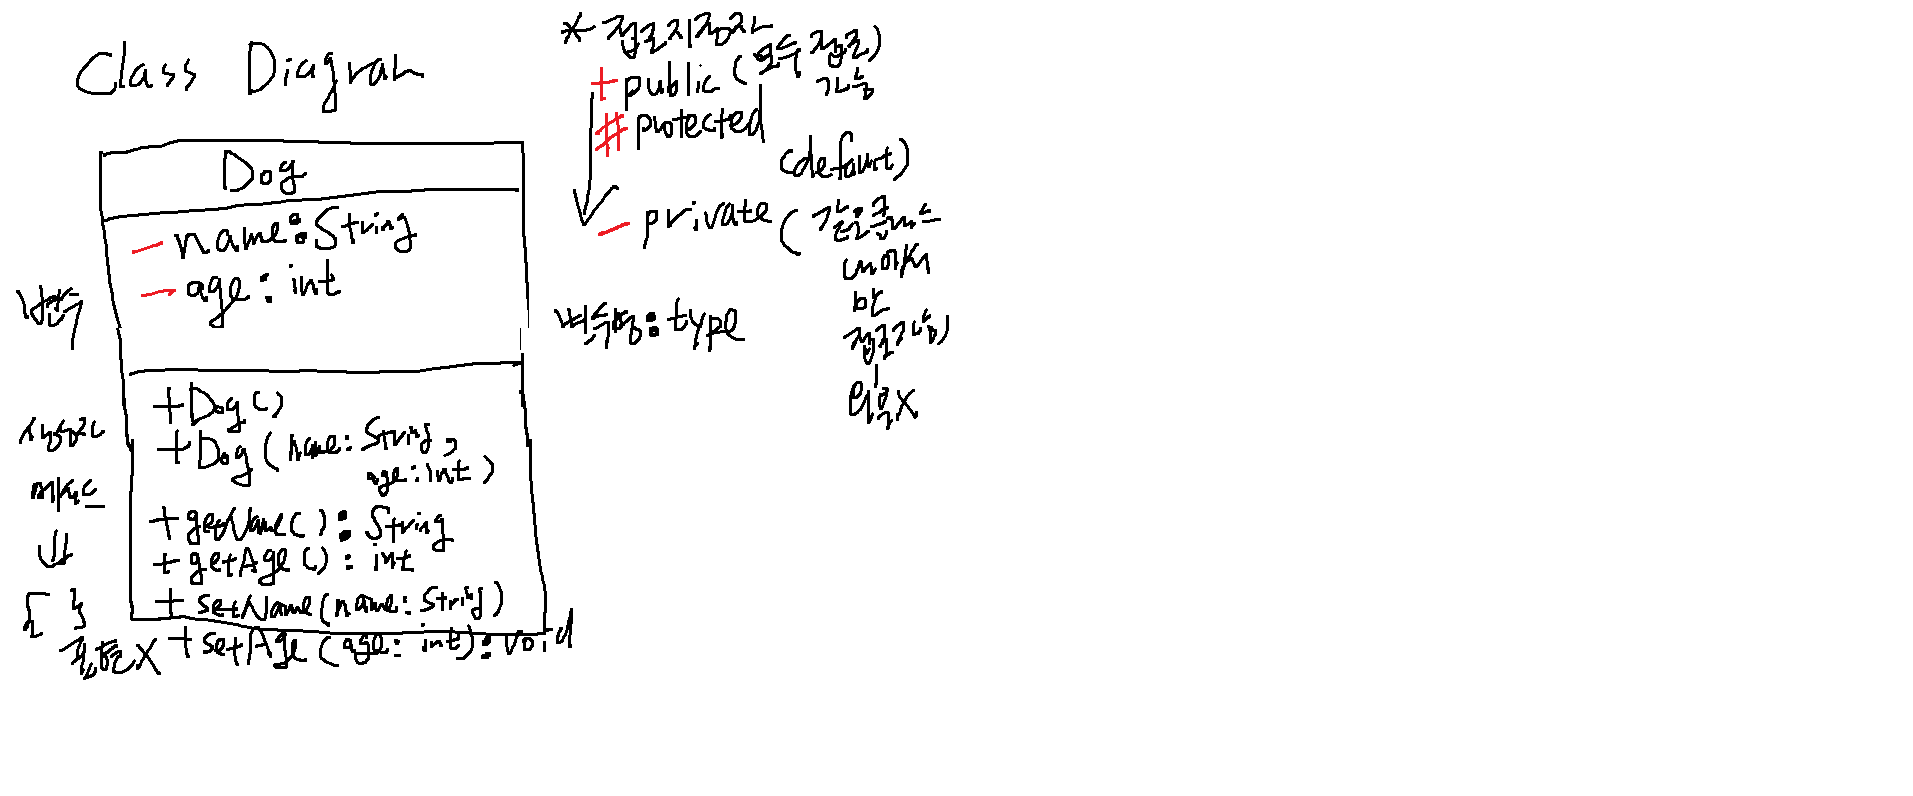 Class Diagram
Dog
- name : String
- age : int
변수
+ Dog()
+ Dog(name: String,
age: int)
생성자
메서드
+ getName() : String
+ getAge() : int
+ setName(name: String)
+ setAge(age: int): void
{ }
포함X
* 접근지정자
+ public (모두 접근)
가능
# protected
(default)
- private (같은클래스
내에서
만
접근가능)
외부X
변수명 : type